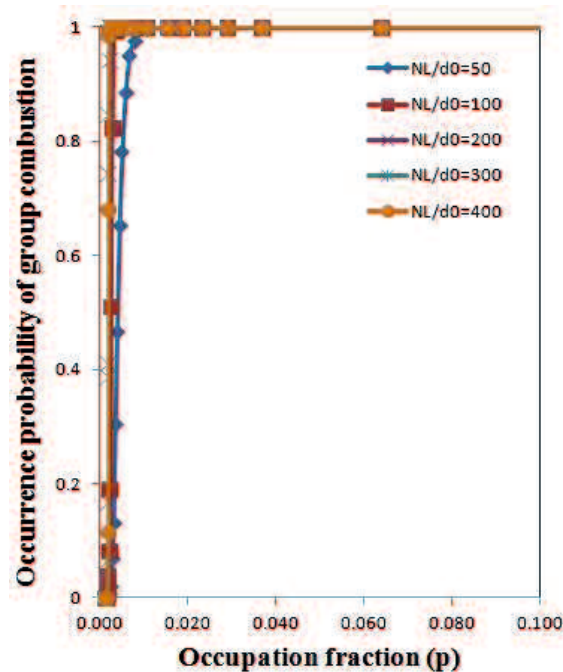 Occurrence probability of group combustion
1
0.8
0.6
0.4
0.2
0
NL/d0=50
NL/d0=100
NL/d0=200
NL/d0=300
NL/d0=400
0.000 0.020 0.040 0.060 0.080 0.100
Occupation fraction (p)